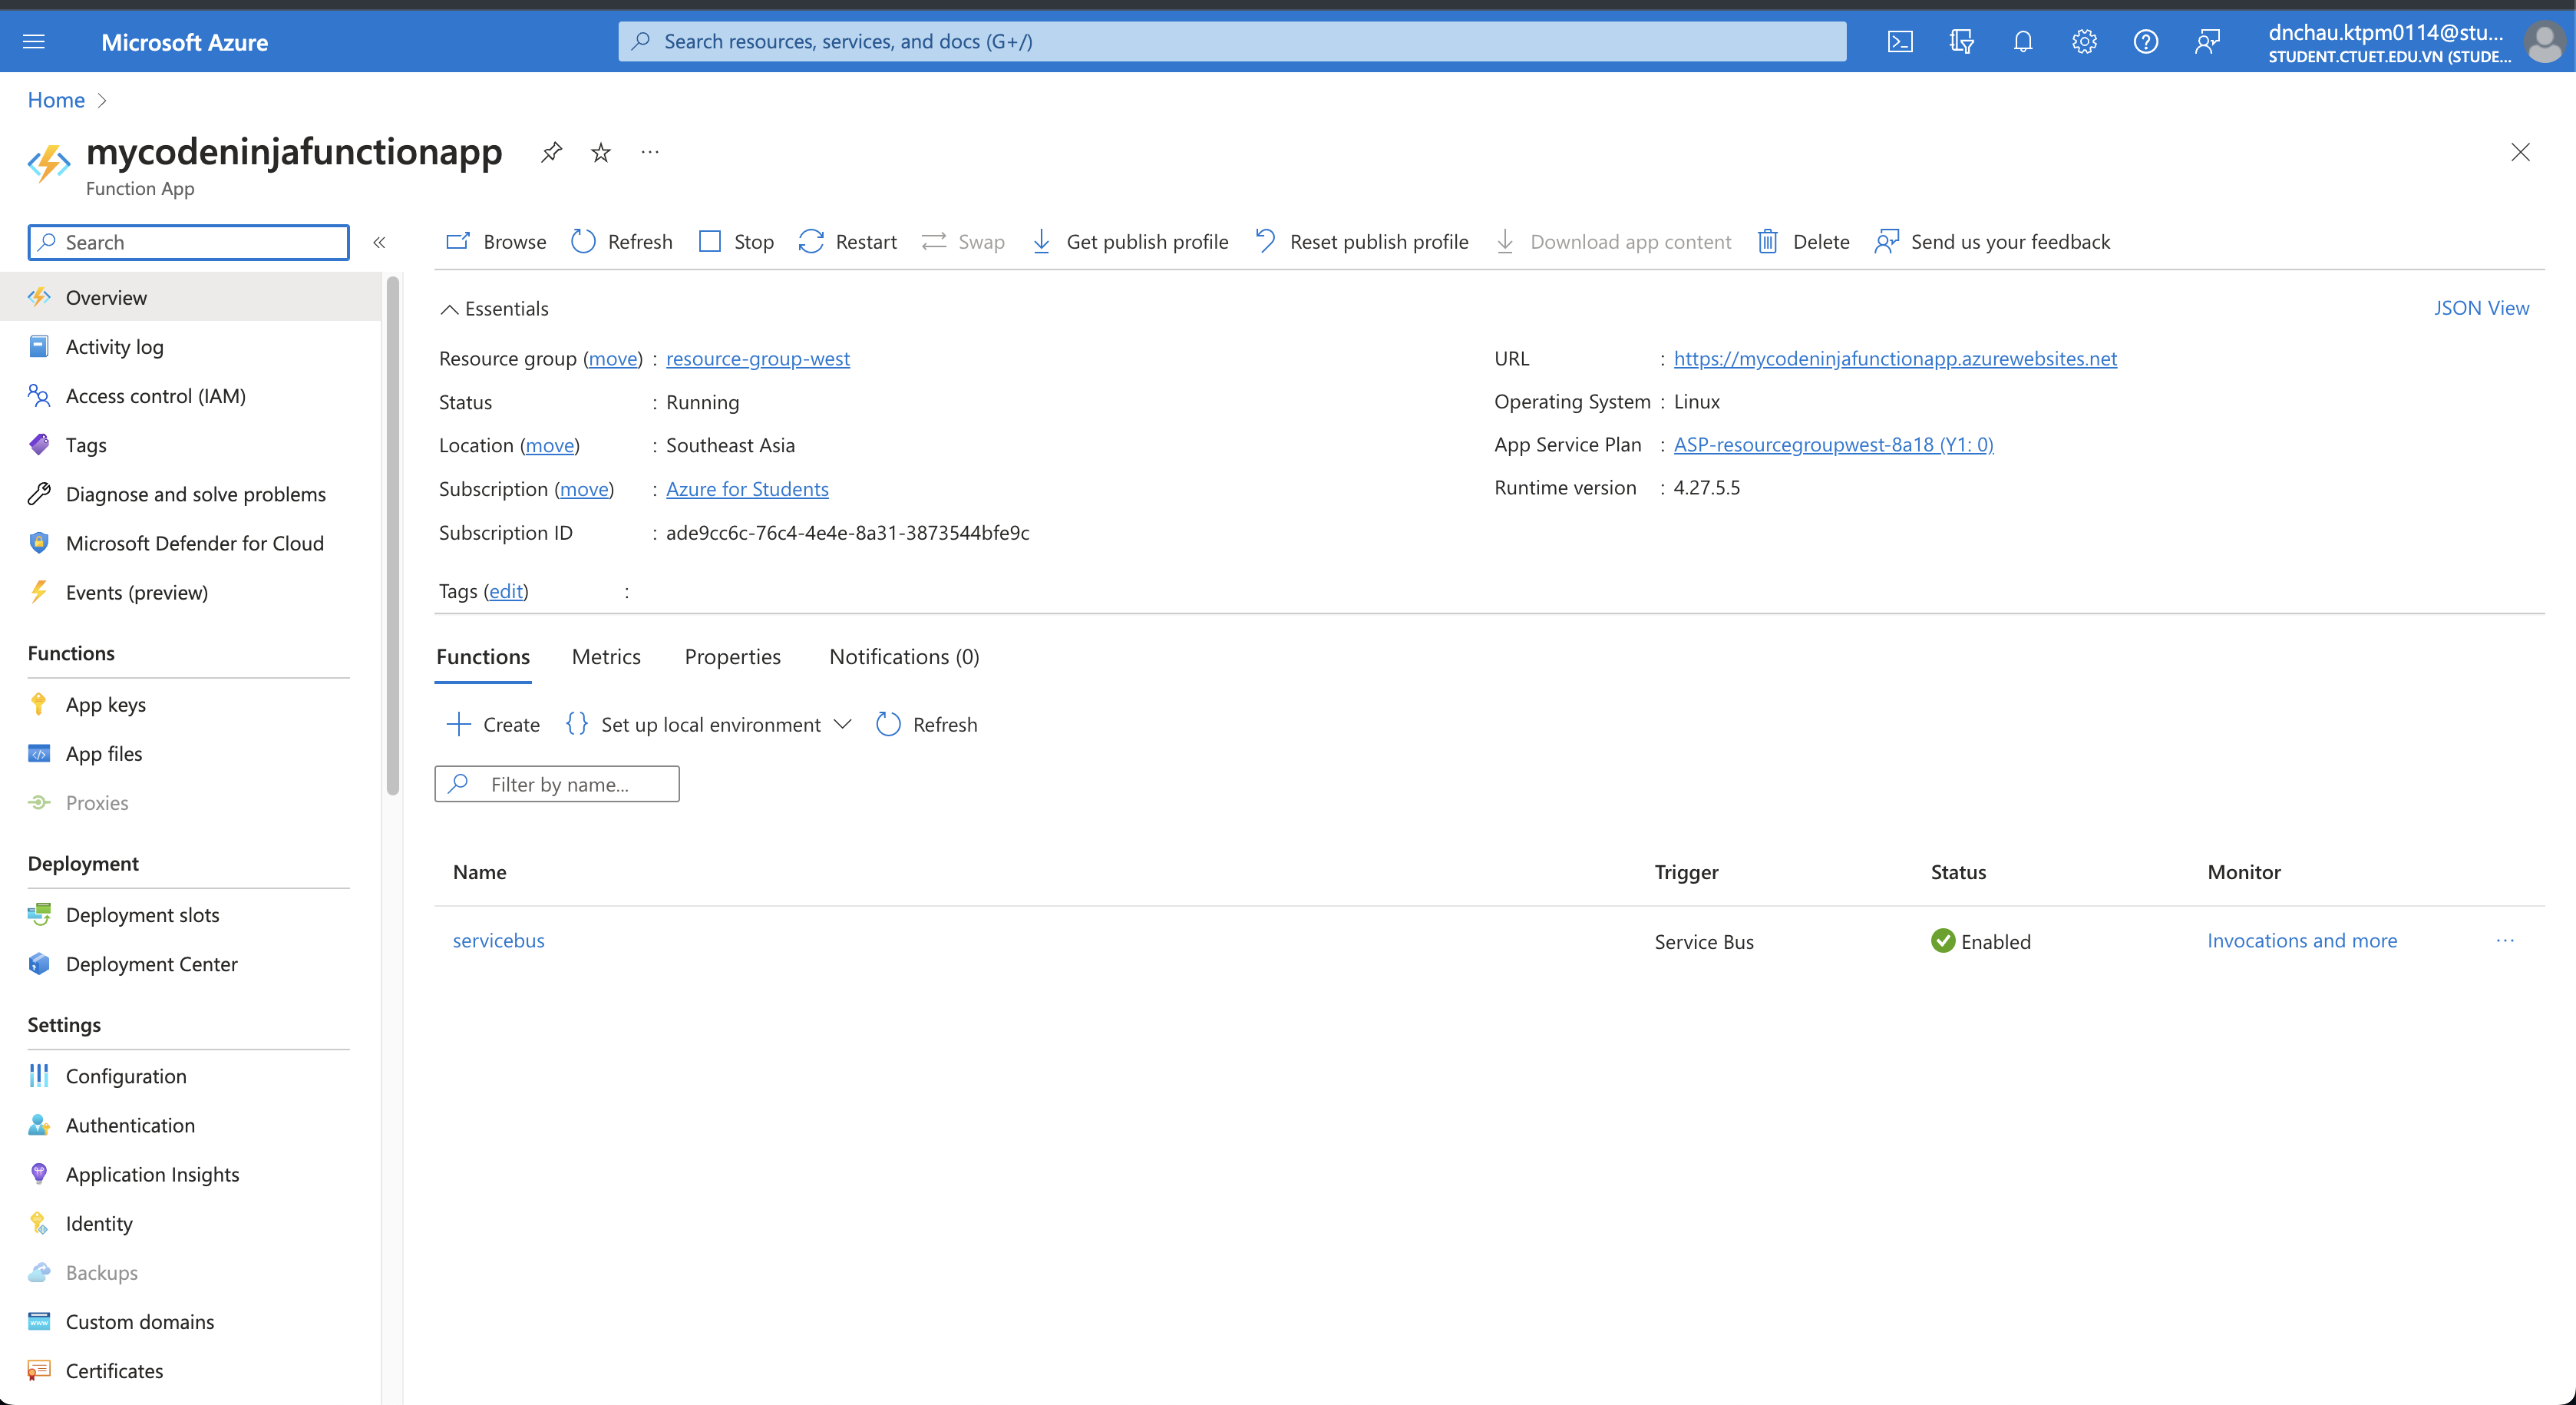 Microsoft Azure
Search resources, services, and docs (G+/)
dnchau.ktpm0114@stu...
STUDENT.CTUET.EDU.VN (STUDE...
Home
mycodeninjafunctionapp
Function App
Search
Browse Refresh Stop Restart Swap Get publish profile Reset publish profile Download app content Delete Send us your feedback
Overview
Activity log
Access control (IAM)
Tags
Diagnose and solve problems
Microsoft Defender for Cloud
Events (preview)
Functions
App keys
App files
Proxies
Deployment
Deployment slots
Deployment Center
Settings
Configuration
Authentication
Application Insights
Identity
Backups
Custom domains
Certificates
Essentials
JSON View
Resource group (move) : resource-group-west
Status : Running
Location (move) : Southeast Asia
Subscription (move) : Azure for Students
Subscription ID : ade9cc6c-76c4-4e4e-8a31-3873544bfe9c
Tags (edit) :
URL : https://mycodeninjafunctionapp.azurewebsites.net
Operating System : Linux
App Service Plan : ASP-resourcegroupwest-8a18 (Y1: 0)
Runtime version : 4.27.5.5
Functions Metrics Properties Notifications (0)
Create Set up local environment Refresh
Filter by name...
Name Trigger Status Monitor
servicebus Service Bus Enabled Invocations and more